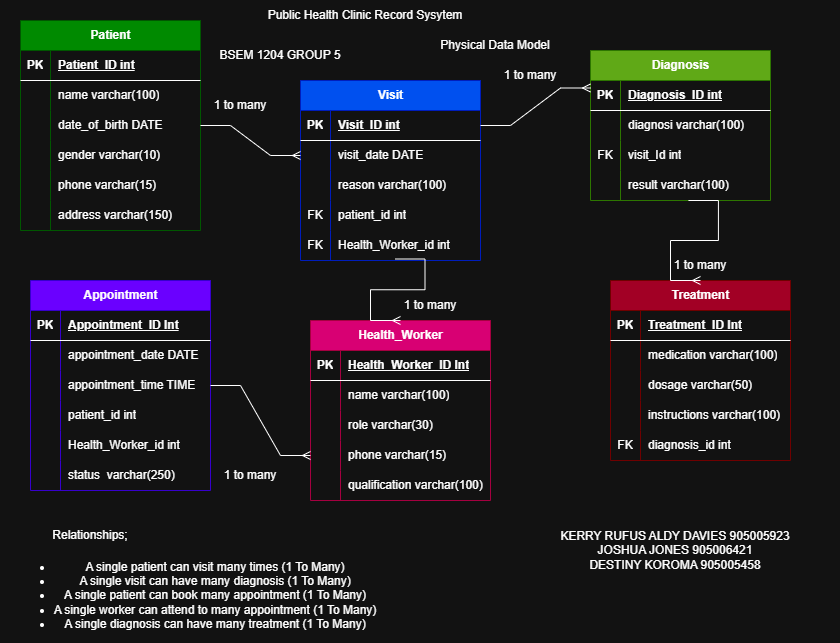 Public Health Clinic Record Sysytem
BSEM 1204 GROUP 5
Physical Data Model
Patient
PK Patient_ID int
name varchar(100)
date_of_birth DATE
gender varchar(10)
phone varchar(15)
address varchar(150)
1 to many
Visit
PK Visit_ID int
visit_date DATE
reason varchar(100)
FK patient_id int
FK Health_Worker_id int
1 to many
Diagnosis
PK Diagnosis_ID int
diagnosi varchar(100)
FK visit_Id int
result varchar(100)
1 to many
Appointment
PK Appointment_ID Int
appointment_date DATE
appointment_time TIME
patient_id int
Health_Worker_id int
status varchar(250)
1 to many
1 to many
Health_Worker
PK Health_Worker_ID Int
name varchar(100)
role varchar(30)
phone varchar(15)
qualification varchar(100)
Treatment
PK Treatment_ID Int
medication varchar(100)
dosage varchar(50)
instructions varchar(100)
FK diagnosis_id int
Relationships;
• A single patient can visit many times (1 To Many)
• A single visit can have many diagnosis (1 To Many)
• A single patient can book many appointment (1 To Many)
• A single worker can attend to many appointment (1 To Many)
• A single diagnosis can have many treatment (1 To Many)
KERRY RUFUS ALDY DAVIES 905005923
JOSHUA JONES 905006421
DESTINY KOROMA 905005458